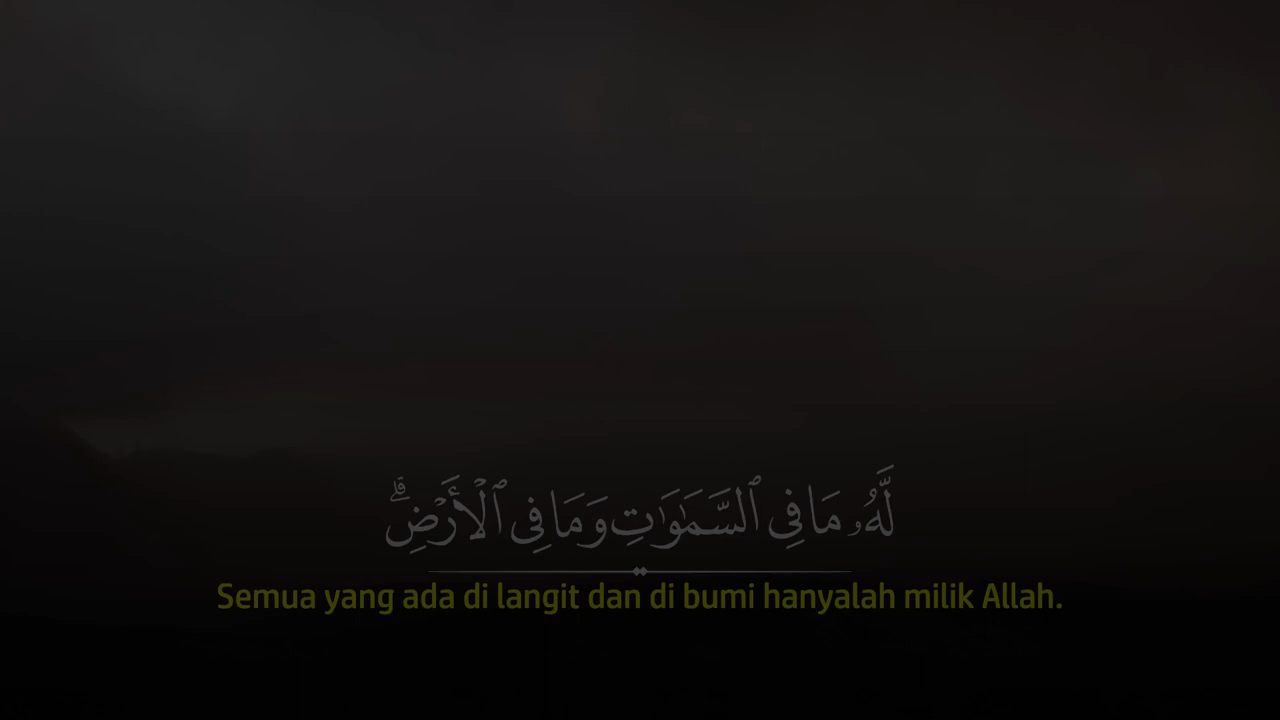 لَّهُۥ مَا فِي ٱلسَّمَٰوَٰتِ وَمَا فِي ٱلۡأَرۡضِۗ
Semua yang ada di langit dan di bumi hanyalah milik Allah.